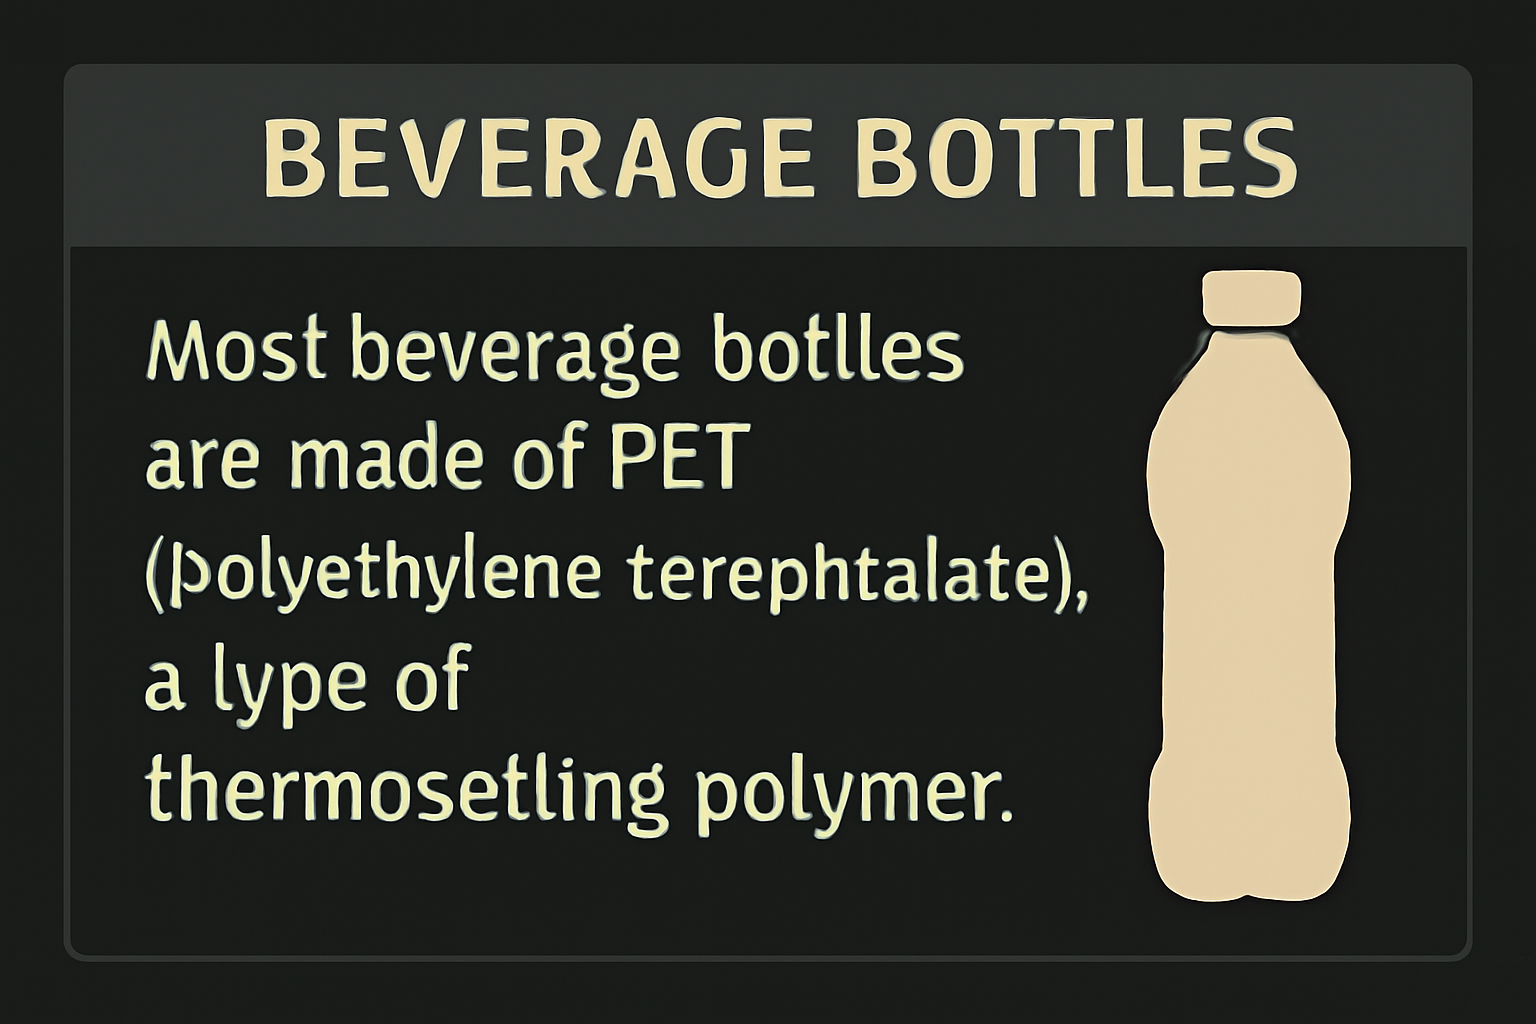 BEVERAGE BOTTLES
Most beverage botlles
are made of PET
(polyethylene terephtalate),
a lype of
thermosetling polymer.